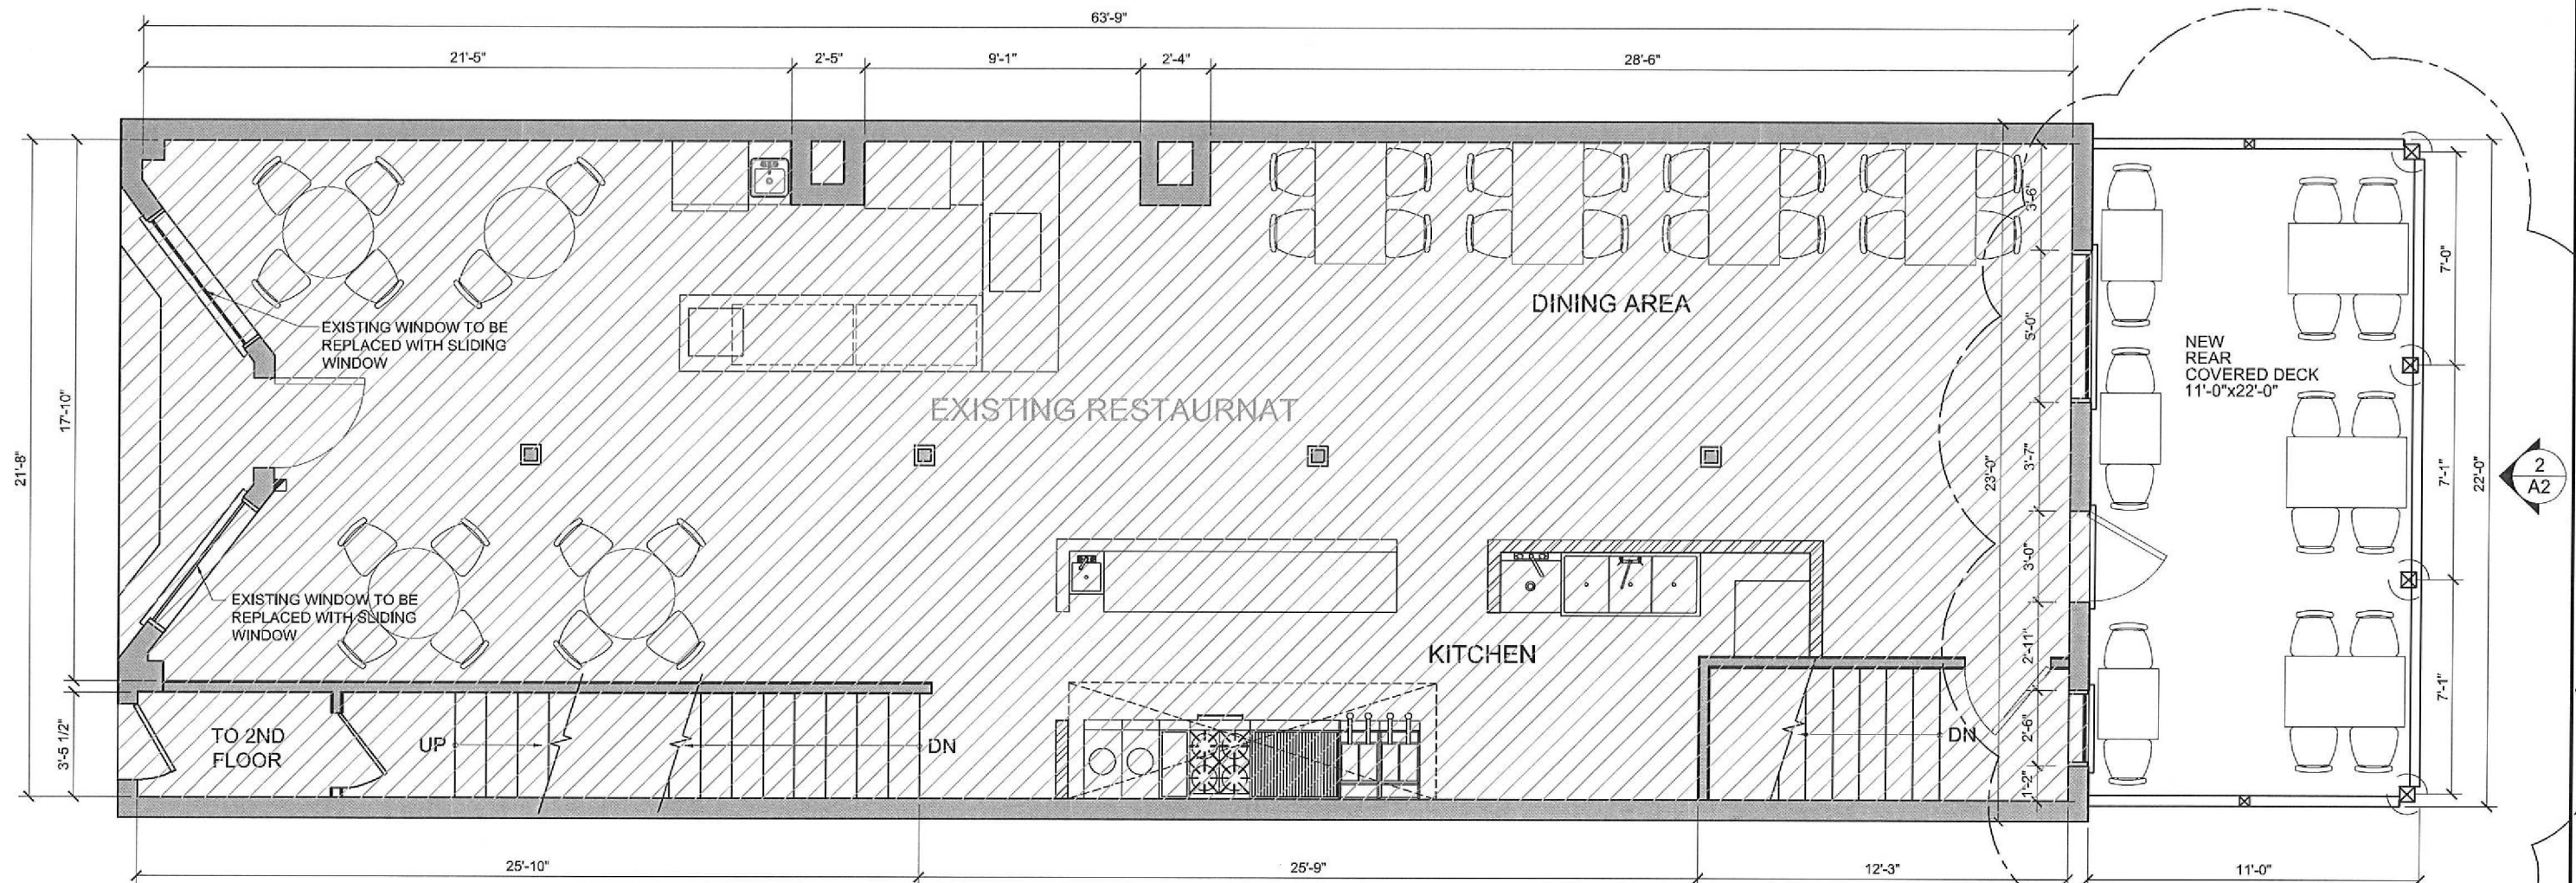 63'-9"
21'-5"
2'-5"
9'-1"
2'-4"
28'-6"
21'-8"
17'-10"
3'-5 1/2"
EXISTING WINDOW TO BE
REPLACED WITH SLIDING
WINDOW
EXISTING WINDOW TO BE
REPLACED WITH SLIDING
WINDOW
DINING AREA
EXISTING RESTAURNAT
KITCHEN
TO 2ND
FLOOR
UP
DN
DN
3'-6"
5'-0"
3'-7"
23'-0"
3'-0"
2'-11"
2'-6"
1'-2"
NEW
REAR
COVERED DECK
11'-0"x22'-0"
7'-0"
7'-1"
7'-1"
22'-0"
2
A2
25'-10"
25'-9"
12'-3"
11'-0"